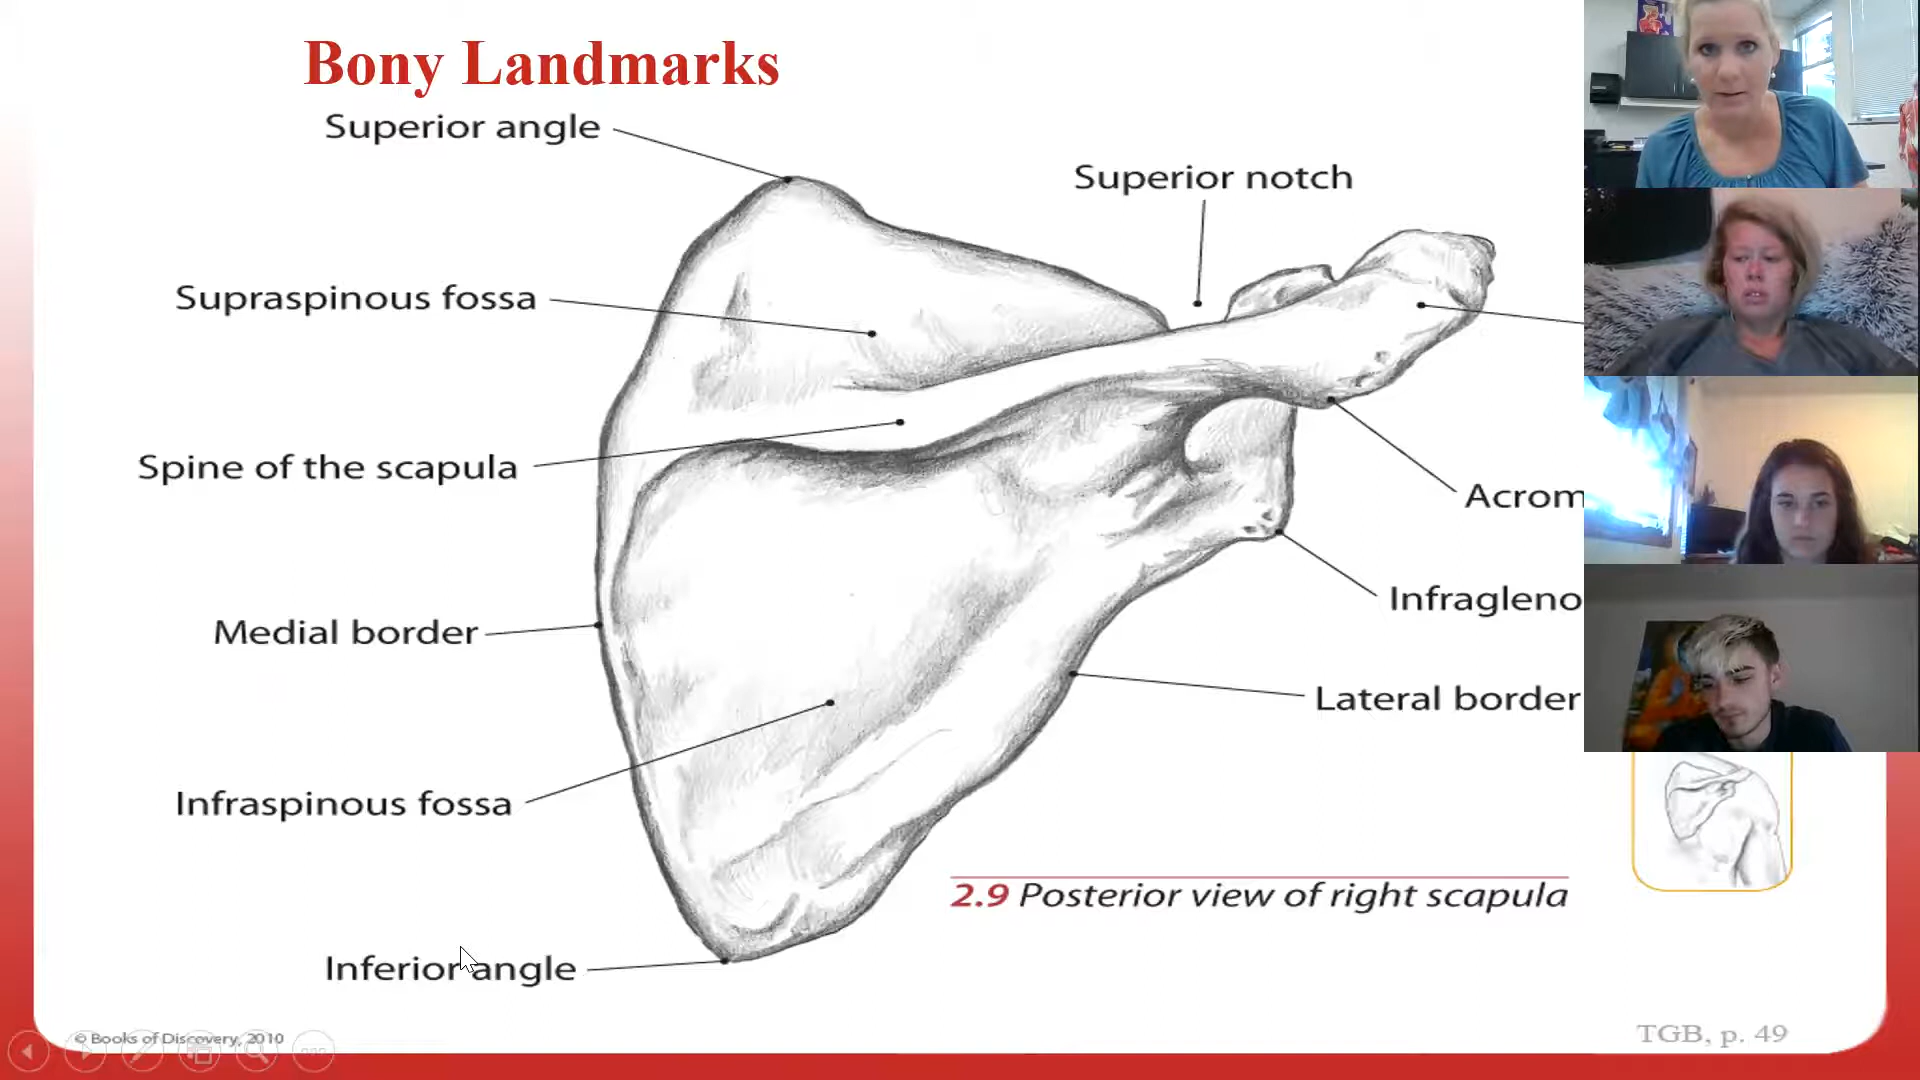 Bony Landmarks
Superior angle
Superior notch
Supraspinous fossa
Spine of the scapula
Acrom
Infragleno
Medial border
Lateral border
Infraspinous fossa
2.9 Posterior view of right scapula
Inferior angle
© Books of Discovery, 2010
TGB, p. 49